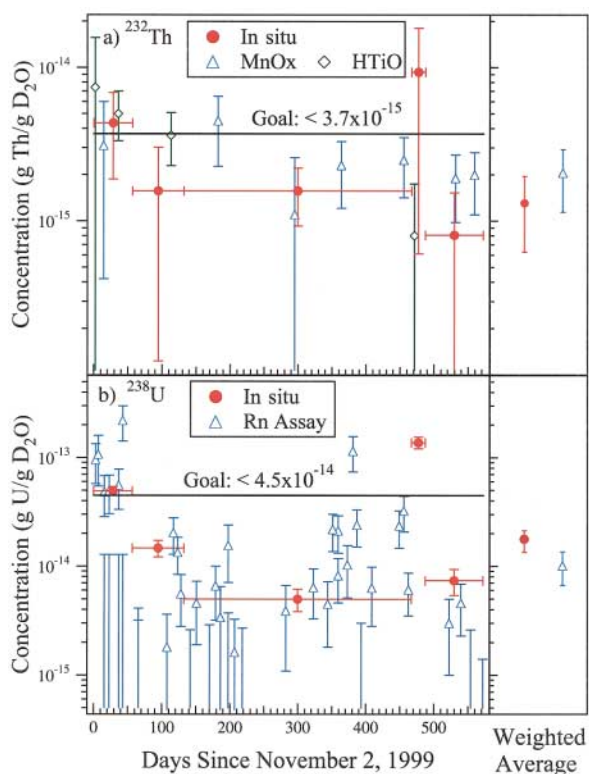 a) ²³²Th
In situ
MnOx
HTiO
Goal: < 3.7x10⁻¹⁵
10⁻¹⁴
10⁻¹⁵
Concentration (g Th/g D₂O)
b) ²³⁸U
In situ
Rn Assay
Goal: < 4.5x10⁻¹⁴
10⁻¹³
10⁻¹⁴
10⁻¹⁵
Concentration (g U/g D₂O)
0 100 200 300 400 500
Days Since November 2, 1999
Weighted
Average